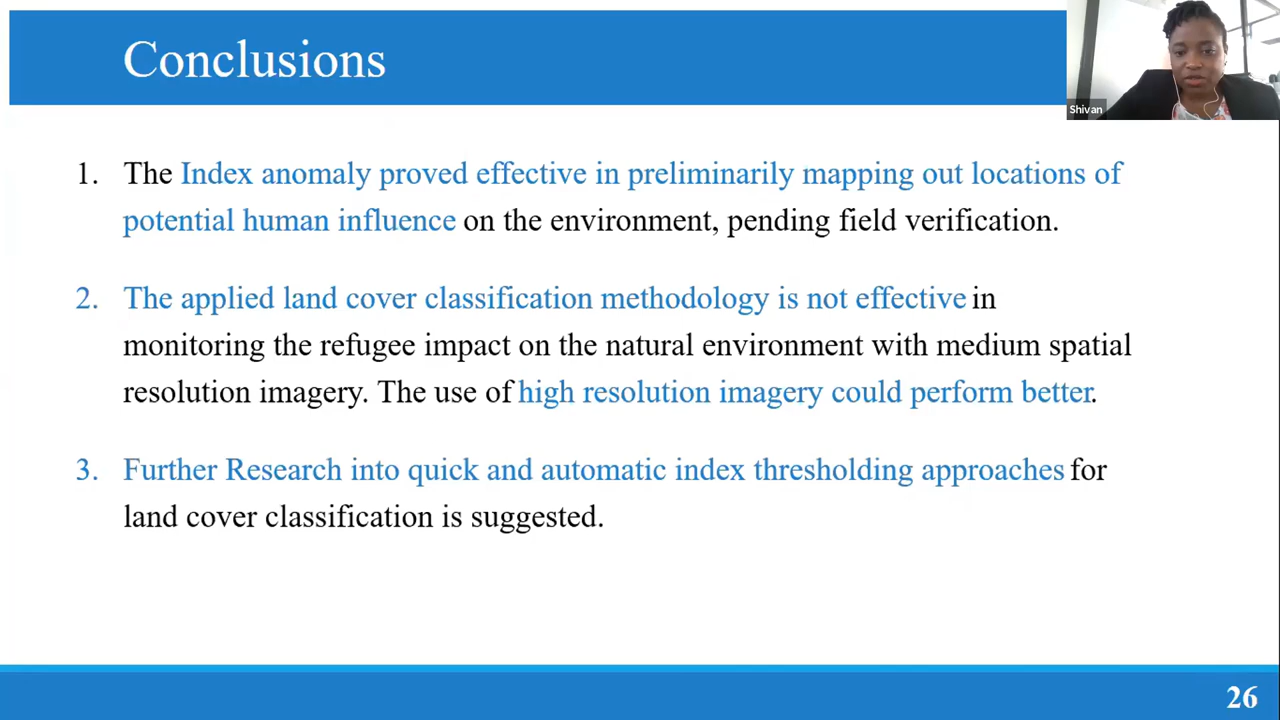 Conclusions
Shivan
1. The Index anomaly proved effective in preliminarily mapping out locations of
potential human influence on the environment, pending field verification.
2. The applied land cover classification methodology is not effective in
monitoring the refugee impact on the natural environment with medium spatial
resolution imagery. The use of high resolution imagery could perform better.
3. Further Research into quick and automatic index thresholding approaches for
land cover classification is suggested.
26